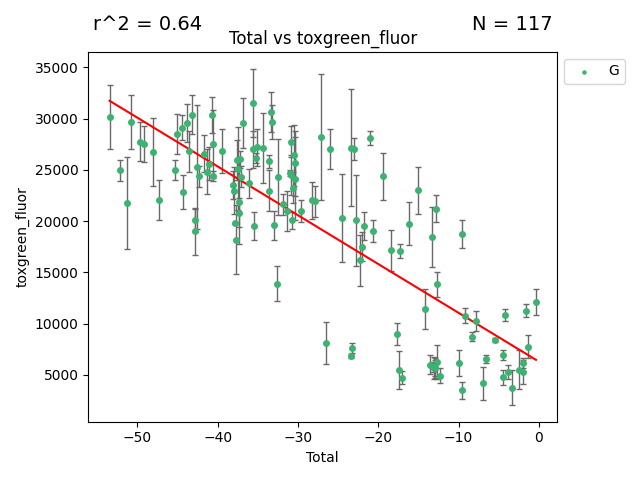 r^2 = 0.64 N = 117
Total vs toxgreen_fluor
G
35000
30000
25000
20000
15000
10000
5000
toxgreen_fluor
−50 −40 −30 −20 −10 0
Total